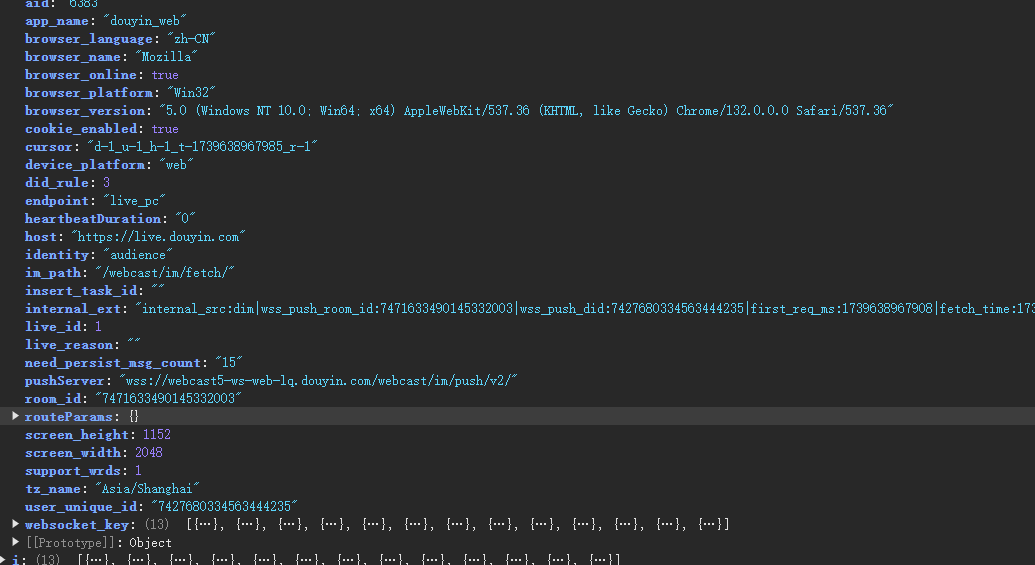 aid: "6383"
app_name: "douyin_web"
browser_language: "zh-CN"
browser_name: "Mozilla"
browser_online: true
browser_platform: "Win32"
browser_version: "5.0 (Windows NT 10.0; Win64; x64) AppleWebKit/537.36 (KHTML, like Gecko) Chrome/132.0.0.0 Safari/537.36"
cookie_enabled: true
cursor: "d-1_u-1_h-1_t-1739638967985_r-1"
device_platform: "web"
did_rule: 3
endpoint: "live_pc"
heartbeatDuration: "0"
host: "https://live.douyin.com"
identity: "audience"
im_path: "/webcast/im/fetch/"
insert_task_id: ""
internal_ext: "internal_src:dim|wss_push_room_id:7471633490145332003|wss_push_did:7427680334563444235|first_req_ms:1739638967908|fetch_time:173
live_id: 1
live_reason: ""
need_persist_msg_count: "15"
pushServer: "wss://webcast5-ws-web-lq.douyin.com/webcast/im/push/v2/"
room_id: "7471633490145332003"
routeParams: {}
screen_height: 1152
screen_width: 2048
support_wrds: 1
tz_name: "Asia/Shanghai"
user_unique_id: "7427680334563444235"
websocket_key: (13) [{…}, {…}, {…}, {…}, {…}, {…}, {…}, {…}, {…}, {…}, {…}, {…}, {…}]
[[Prototype]]: Object
i: (13) [{…}, {…}, {…}, {…}, {…}, {…}, {…}, {…}, {…}, {…}, {…}, {…}, {…}]